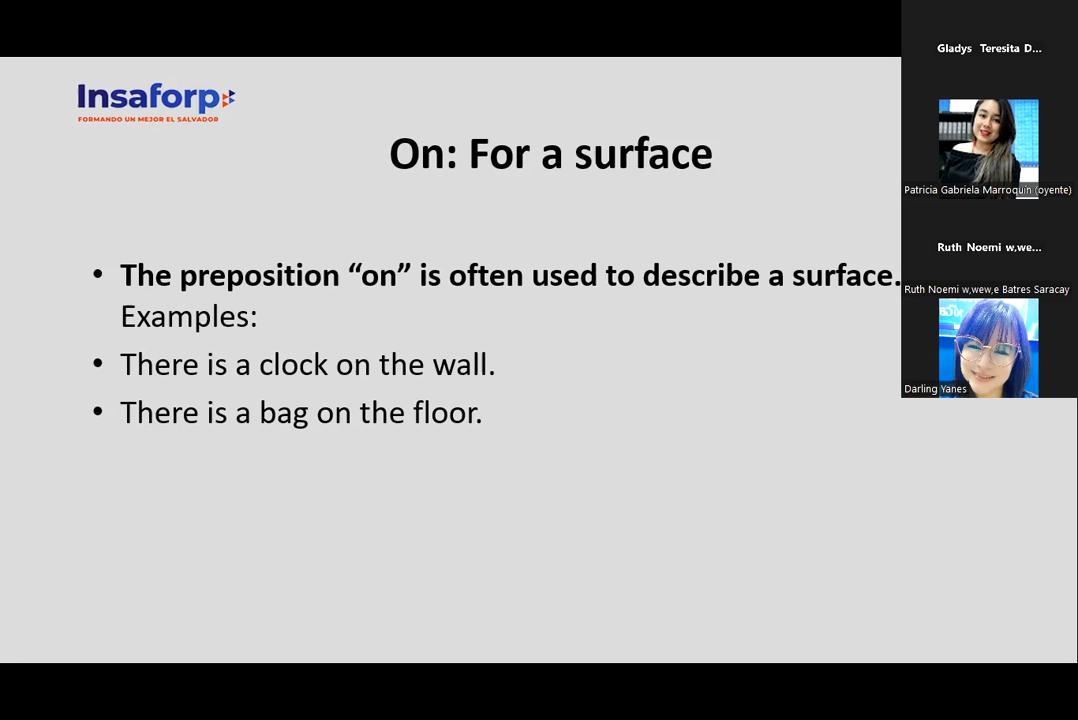 Insaforp
FORMANDO UN MEJOR EL SALVADOR
On: For a surface
• The preposition “on” is often used to describe a surface.
Examples:
• There is a clock on the wall.
• There is a bag on the floor.
Gladys Teresita D...
Patricia Gabriela Marroquín (oyente)
Ruth Noemi w,we...
Ruth Noemi w,wew,e Batres Saracay
Darling Yanes